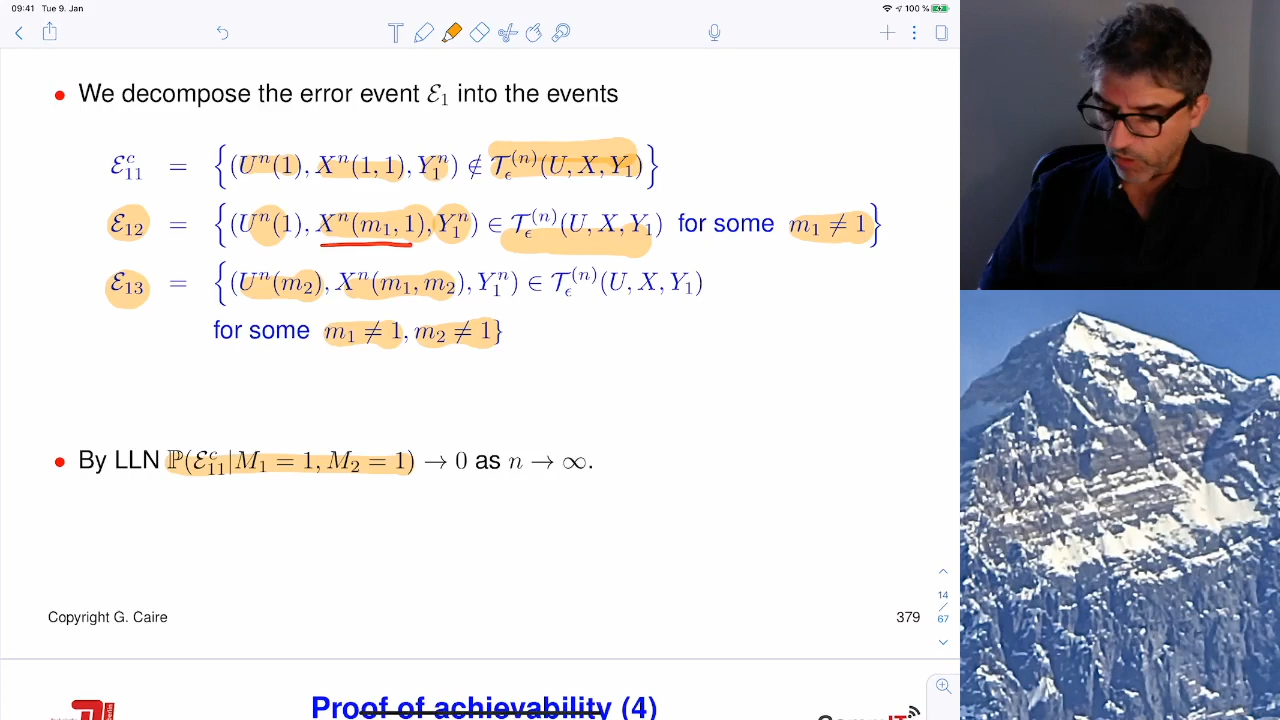 09:41 Tue 9. Jan 100 %
• We decompose the error event ℰ₁ into the events
ℰ₁₁ᶜ = {(Uⁿ(1), Xⁿ(1, 1), Y₁ⁿ) ∉ 𝒯_ϵ^(n)(U, X, Y₁)}
ℰ₁₂ = {(Uⁿ(1), Xⁿ(m₁, 1), Y₁ⁿ) ∈ 𝒯_ϵ^(n)(U, X, Y₁) for some m₁ ≠ 1}
ℰ₁₃ = {(Uⁿ(m₂), Xⁿ(m₁, m₂), Y₁ⁿ) ∈ 𝒯_ϵ^(n)(U, X, Y₁)
for some m₁ ≠ 1, m₂ ≠ 1}
• By LLN ℙ(ℰ₁₁ᶜ|M₁ = 1, M₂ = 1) → 0 as n → ∞.
14
/
67
Copyright G. Caire 379
Proof of achievability (4)